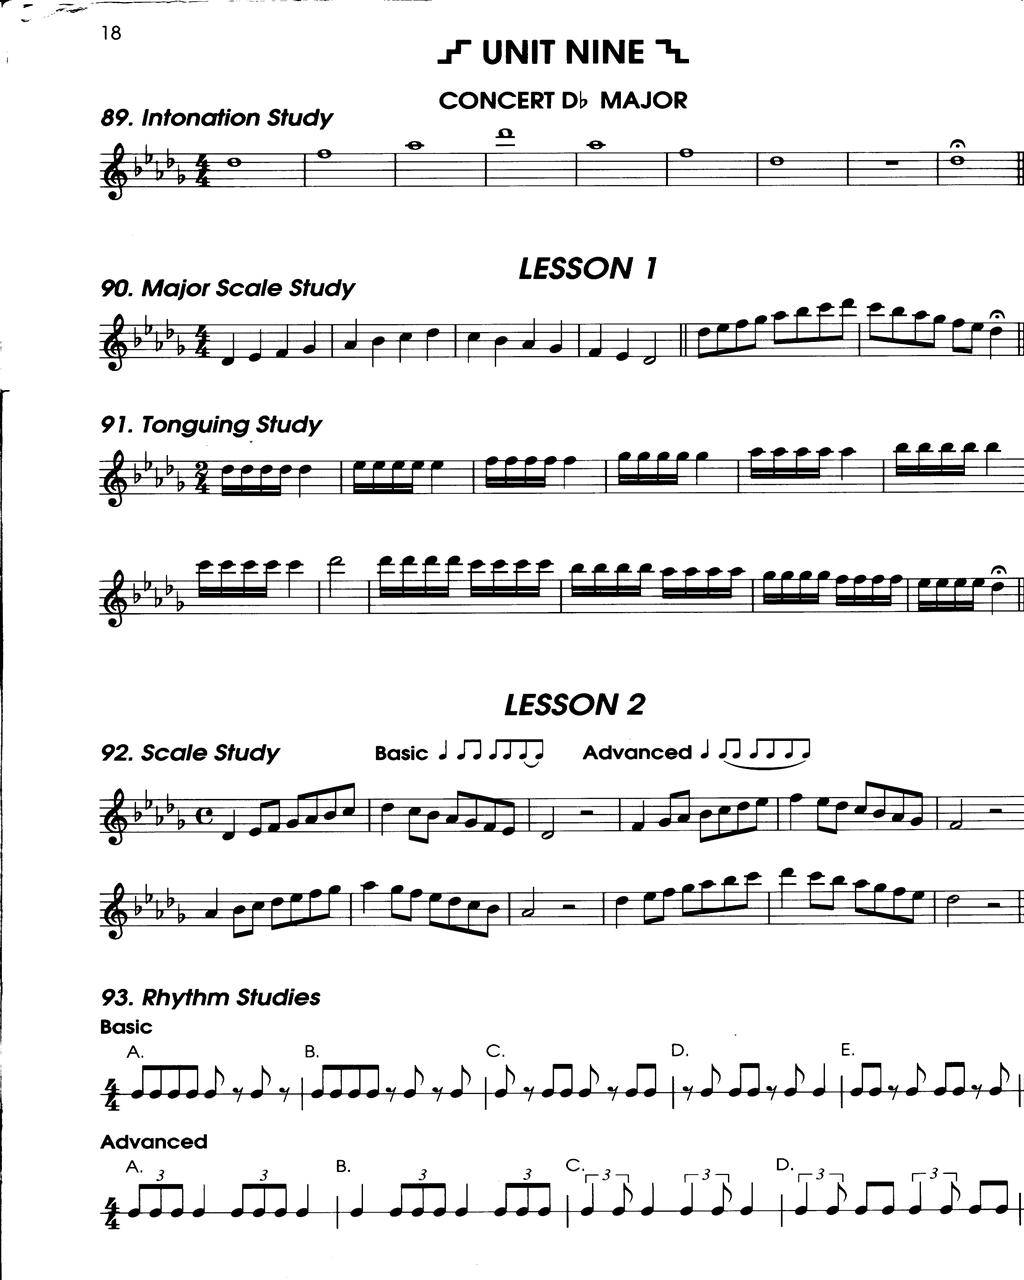 18
UNIT NINE
CONCERT D♭ MAJOR
89. Intonation Study
LESSON 1
90. Major Scale Study
91. Tonguing Study
LESSON 2
92. Scale Study Basic Advanced
93. Rhythm Studies
Basic
A. B. C. D. E.
Advanced
A. 3 3 B. 3 3 C. 3 3 D. 3 3